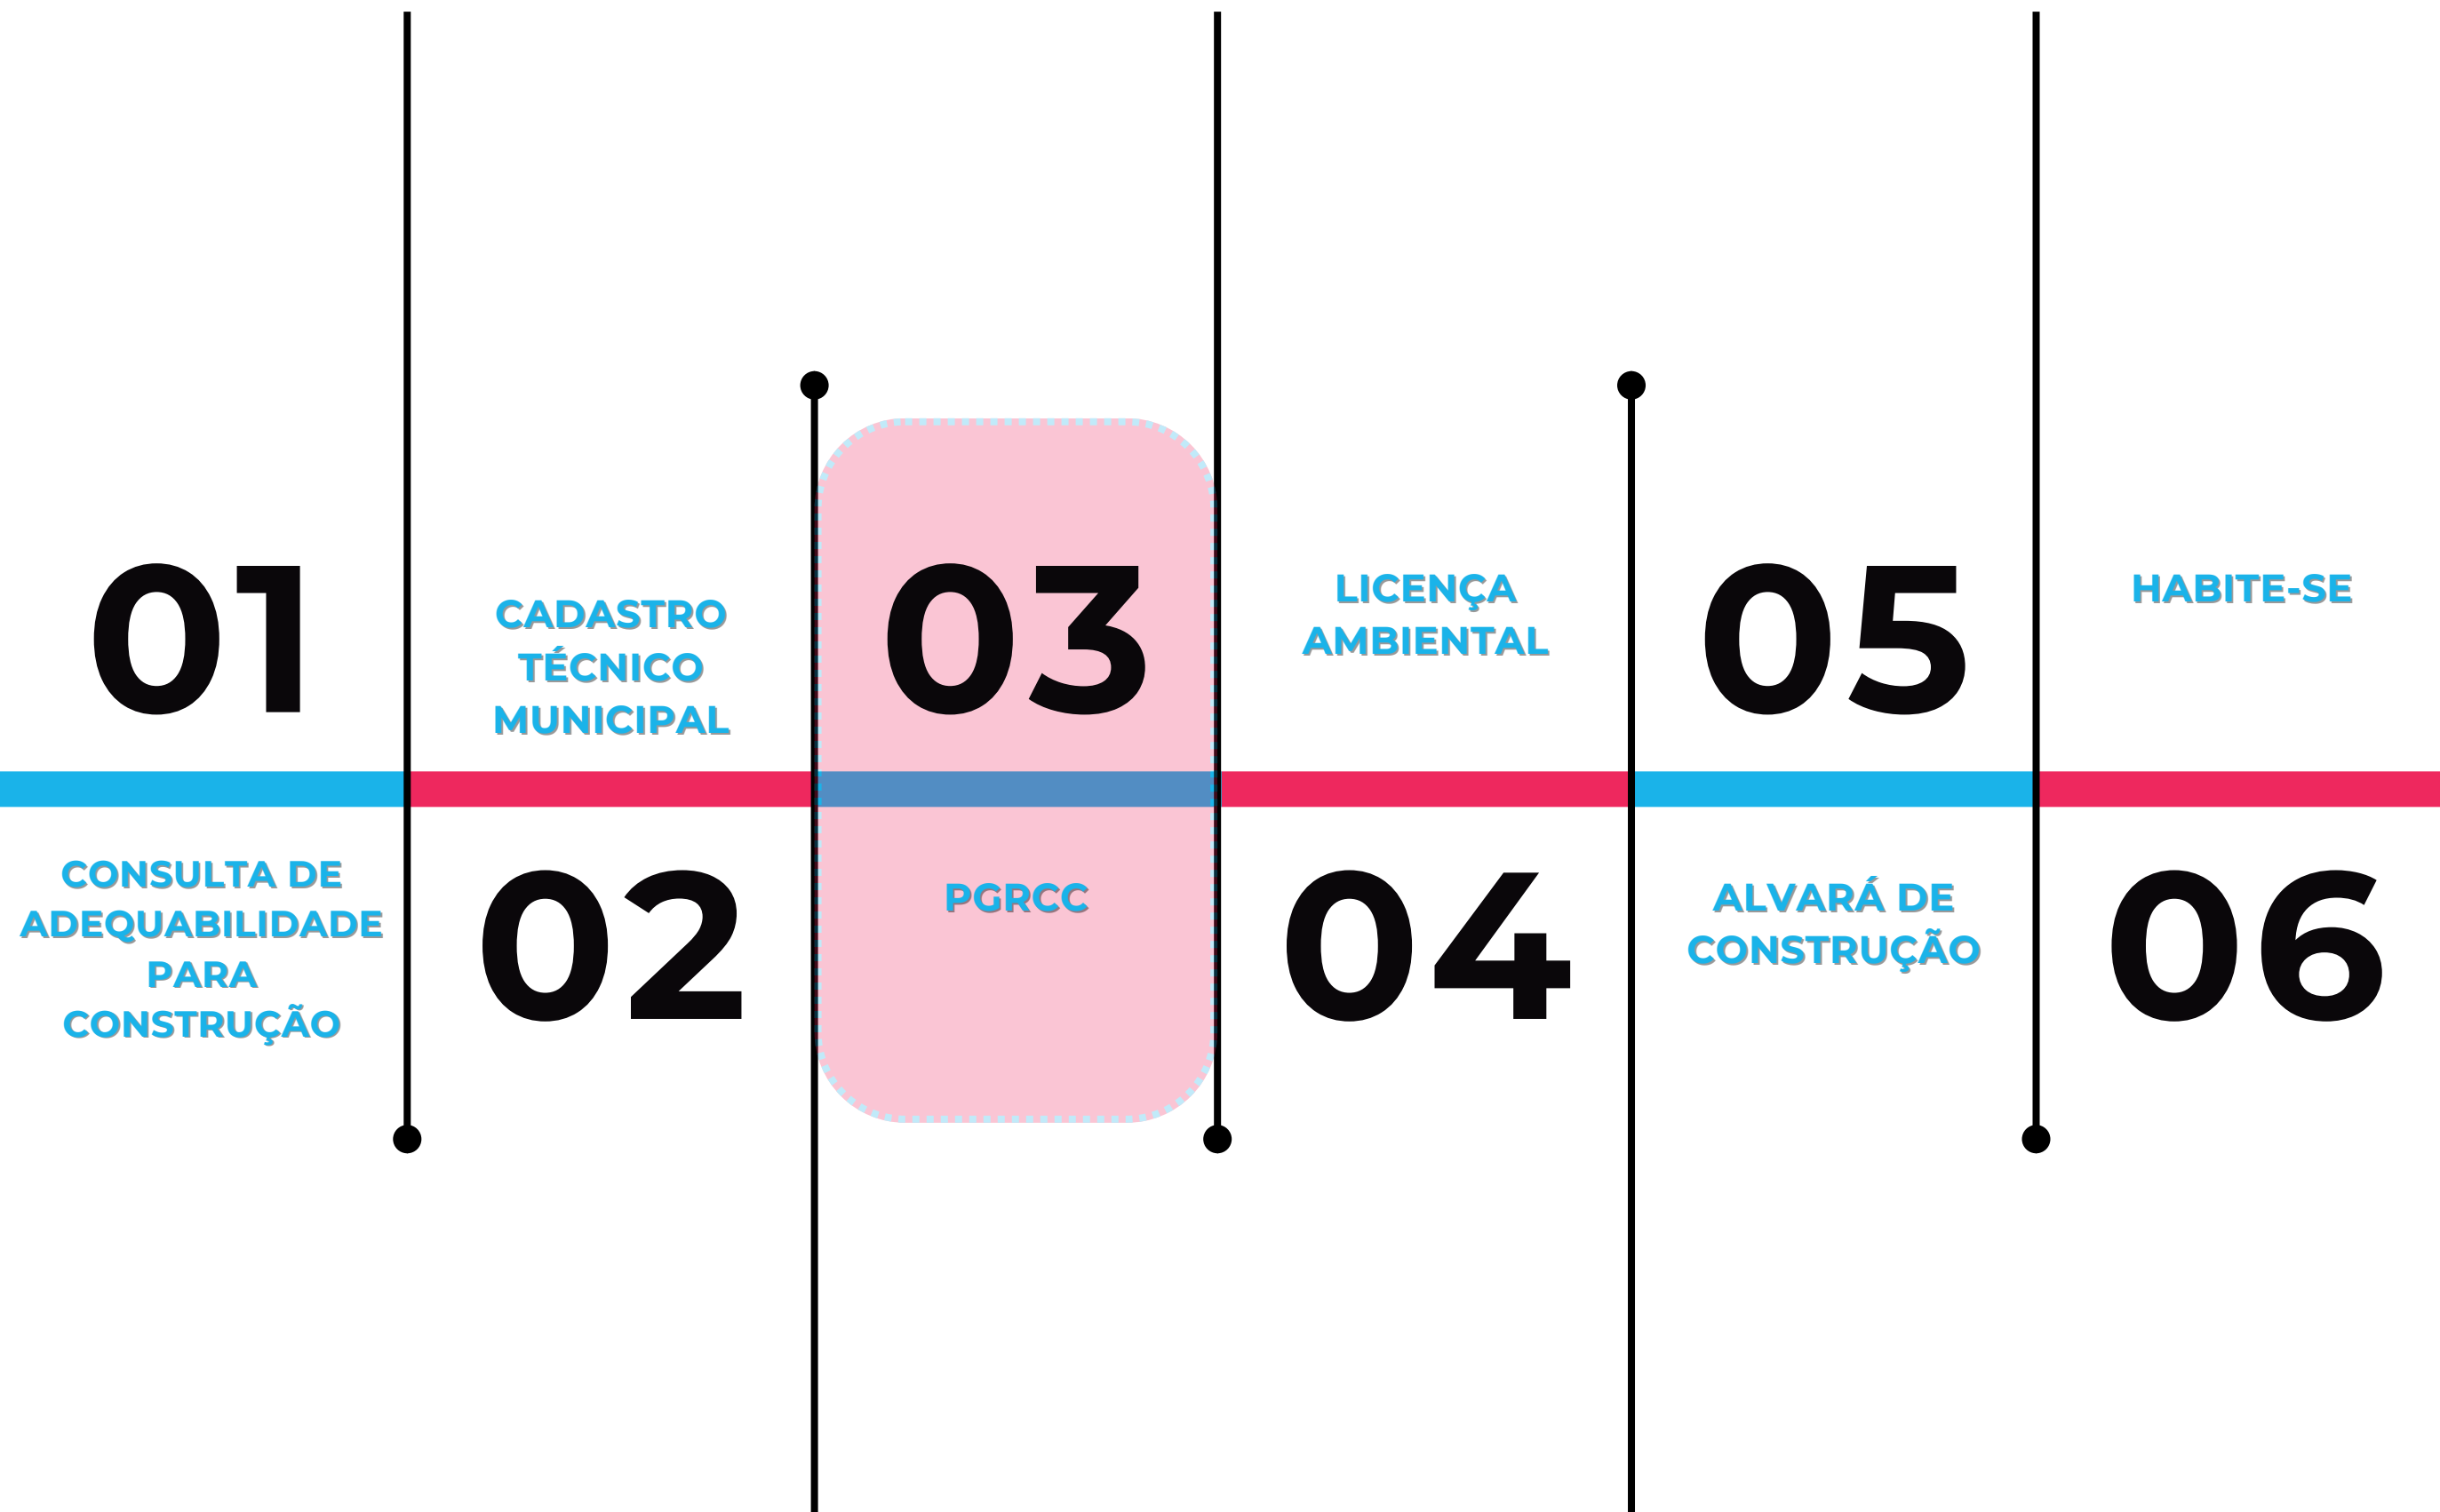 01
CONSULTA DE
ADEQUABILIDADE
PARA
CONSTRUÇÃO
CADASTRO
TÉCNICO
MUNICIPAL
02
03
PGRCC
LICENÇA
AMBIENTAL
04
05
ALVARÁ DE
CONSTRUÇÃO
HABITE-SE
06